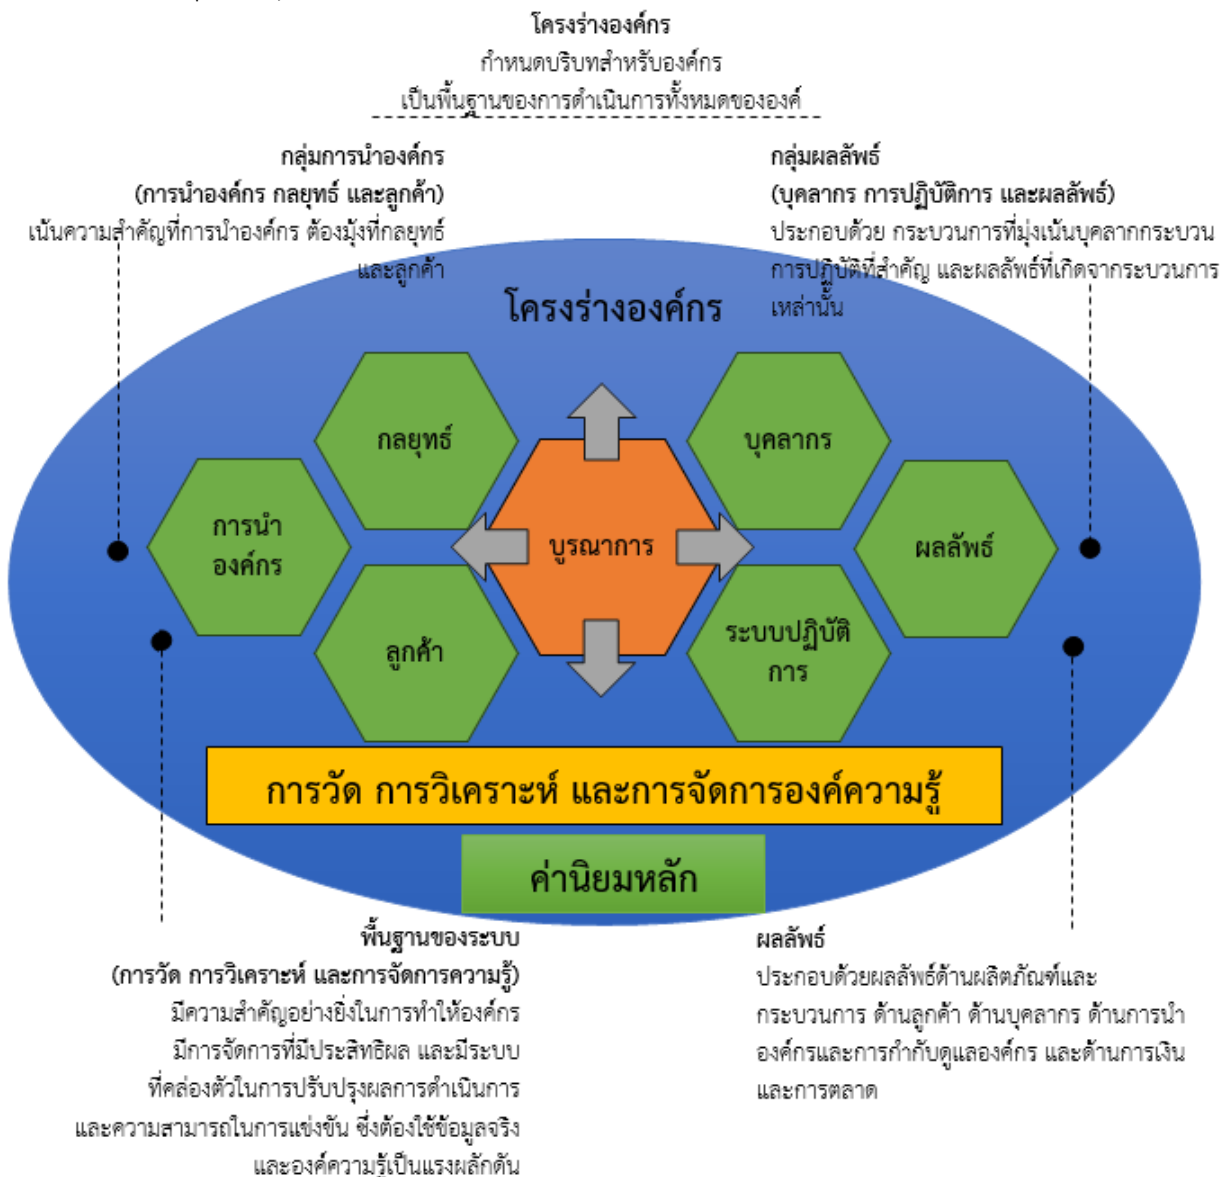 โครงร่างองค์กร
กำหนดบริบทสำหรับองค์กร
เป็นพื้นฐานของการดำเนินการทั้งหมดขององค์
กลุ่มการนำองค์กร
(การนำองค์กร กลยุทธ์ และลูกค้า)
เน้นความสำคัญที่การนำองค์กร ต้องมุ้งที่กลยุทธ์
และลูกค้า
กลุ่มผลลัพธ์
(บุคลากร การปฏิบัติการ และผลลัพธ์)
ประกอบด้วย กระบวนการที่มุ่งเน้นบุคลากกระบวน
การปฏิบัติที่สำคัญ และผลลัพธ์ที่เกิดจากระบวนการ
เหล่านั้น
โครงร่างองค์กร
กลยุทธ์
บุคลากร
การนำ
องค์กร
บูรณาการ
ผลลัพธ์
ลูกค้า
ระบบปฏิบัติ
การ
การวัด การวิเคราะห์ และการจัดการองค์ความรู้
ค่านิยมหลัก
พื้นฐานของระบบ
(การวัด การวิเคราะห์ และการจัดการความรู้)
มีความสำคัญอย่างยิ่งในการทำให้องค์กร
มีการจัดการที่มีประสิทธิผล และมีระบบ
ที่คล่องตัวในการปรับปรุงผลการดำเนินการ
และความสามารถในการแข่งขัน ซึ่งต้องใช้ข้อมูลจริง
และองค์ความรู้เป็นแรงผลักดัน
ผลลัพธ์
ประกอบด้วยผลลัพธ์ด้านผลิตภัณฑ์และ
กระบวนการ ด้านลูกค้า ด้านบุคลากร ด้านการนำ
องค์กรและการกำกับดูแลองค์กร และด้านการเงิน
และการตลาด